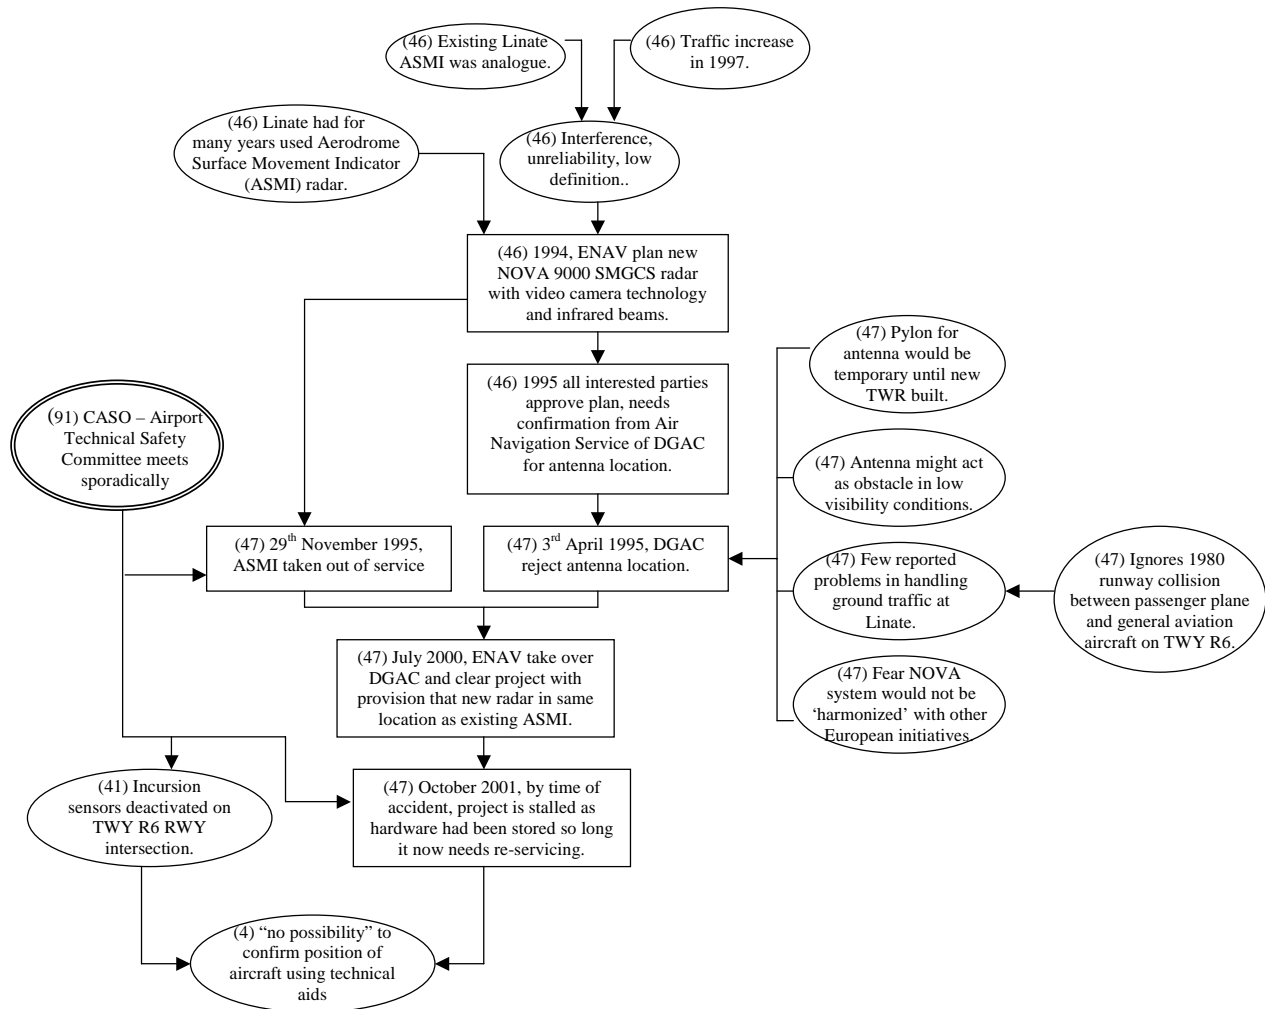 (46) Existing Linate
ASMI was analogue.
(46) Traffic increase
in 1997.
(46) Linate had for
many years used Aerodrome
Surface Movement Indicator
(ASMI) radar.
(46) Interference,
unreliability, low
definition..
(46) 1994, ENAV plan new
NOVA 9000 SMGCS radar
with video camera technology
and infrared beams.
(47) Pylon for
antenna would be
temporary until new
TWR built.
(46) 1995 all interested parties
approve plan, needs
confirmation from Air
Navigation Service of DGAC
for antenna location.
(91) CASO – Airport
Technical Safety
Committee meets
sporadically
(47) Antenna might act
as obstacle in low
visibility conditions.
(47) 29th November 1995,
ASMI taken out of service
(47) 3rd April 1995, DGAC
reject antenna location.
(47) Few reported
problems in handling
ground traffic at
Linate.
(47) Ignores 1980
runway collision
between passenger plane
and general aviation
aircraft on TWY R6.
(47) July 2000, ENAV take over
DGAC and clear project with
provision that new radar in same
location as existing ASMI.
(47) Fear NOVA
system would not be
‘harmonized’ with other
European initiatives.
(41) Incursion
sensors deactivated on
TWY R6 RWY
intersection.
(47) October 2001, by time of
accident, project is stalled as
hardware had been stored so long
it now needs re-servicing.
(4) “no possibility” to
confirm position of
aircraft using technical
aids